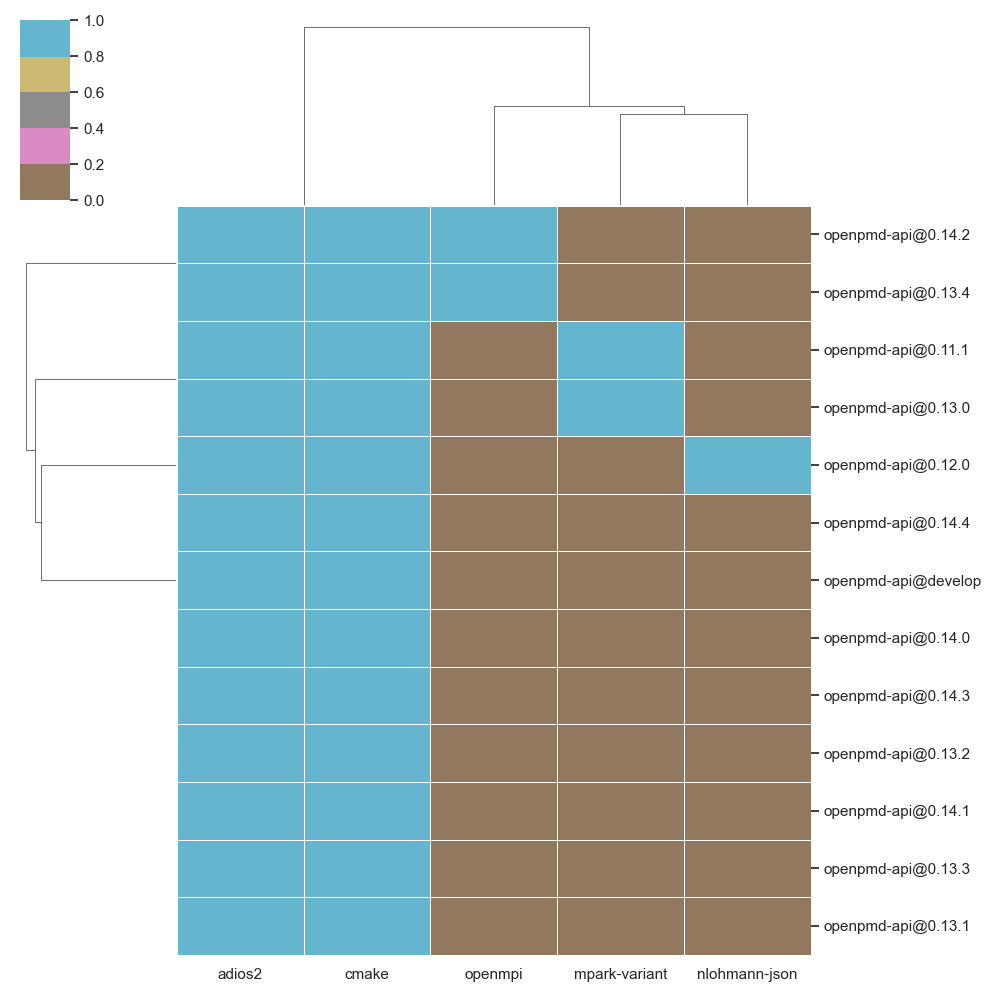 1.0
0.8
0.6
0.4
0.2
0.0
openpmd-api@0.14.2
openpmd-api@0.13.4
openpmd-api@0.11.1
openpmd-api@0.13.0
openpmd-api@0.12.0
openpmd-api@0.14.4
openpmd-api@develop
openpmd-api@0.14.0
openpmd-api@0.14.3
openpmd-api@0.13.2
openpmd-api@0.14.1
openpmd-api@0.13.3
openpmd-api@0.13.1
adios2 cmake openmpi mpark-variant nlohmann-json